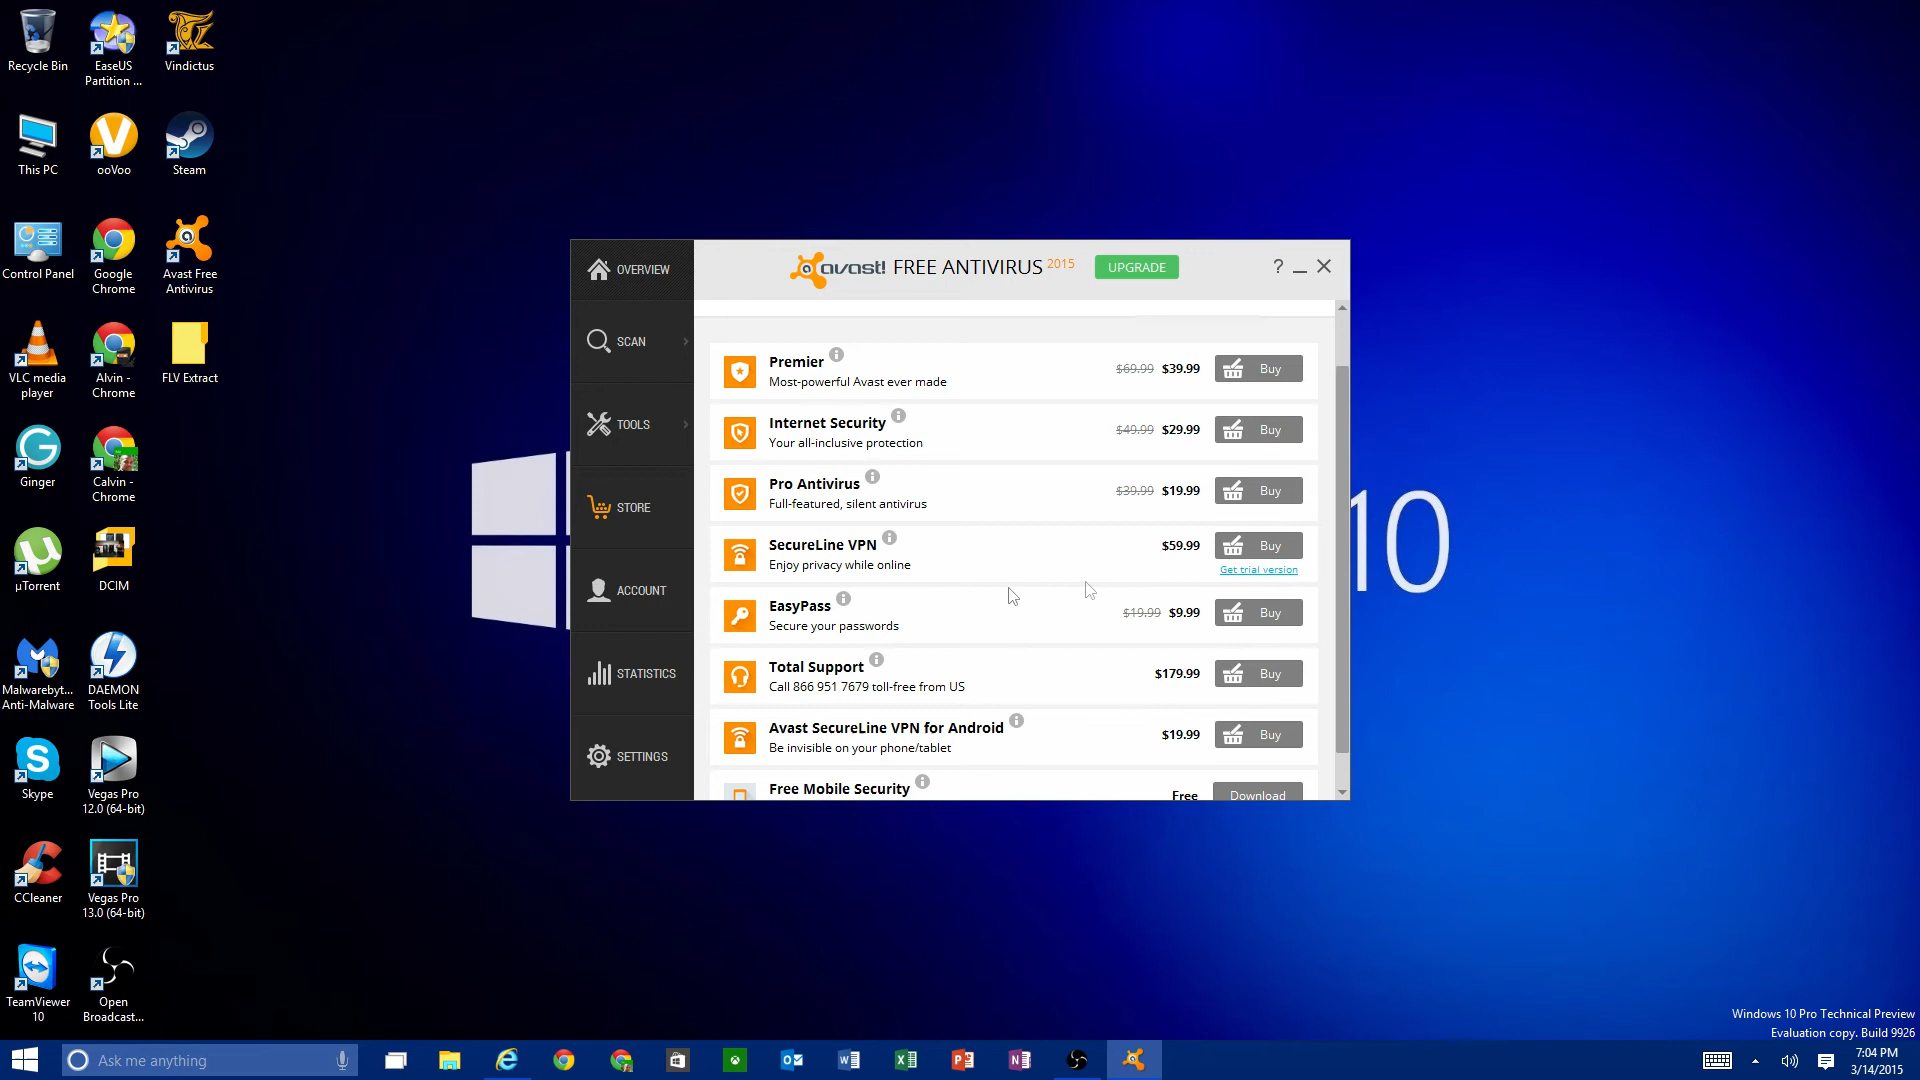 Recycle Bin
EaseUS
Partition ...
Vindictus
This PC
ooVoo
Steam
Control Panel
Google
Chrome
Avast Free
Antivirus
VLC media
player
Alvin -
Chrome
FLV Extract
Ginger
Calvin -
Chrome
µTorrent
DCIM
Malwarebyt...
Anti-Malware
DAEMON
Tools Lite
Skype
Vegas Pro
12.0 (64-bit)
CCleaner
Vegas Pro
13.0 (64-bit)
TeamViewer
10
Open
Broadcast...
OVERVIEW
SCAN
TOOLS
STORE
ACCOUNT
STATISTICS
SETTINGS
avast! FREE ANTIVIRUS 2015
UPGRADE
?
Premier
Most-powerful Avast ever made
$69.99 $39.99
Buy
Internet Security
Your all-inclusive protection
$49.99 $29.99
Buy
Pro Antivirus
Full-featured, silent antivirus
$39.99 $19.99
Buy
SecureLine VPN
Enjoy privacy while online
$59.99
Buy
Get trial version
EasyPass
Secure your passwords
$19.99 $9.99
Buy
Total Support
Call 866 951 7679 toll-free from US
$179.99
Buy
Avast SecureLine VPN for Android
Be invisible on your phone/tablet
$19.99
Buy
Free Mobile Security
Free
Download
10
Windows 10 Pro Technical Preview
Evaluation copy. Build 9926
Ask me anything
7:04 PM
3/14/2015